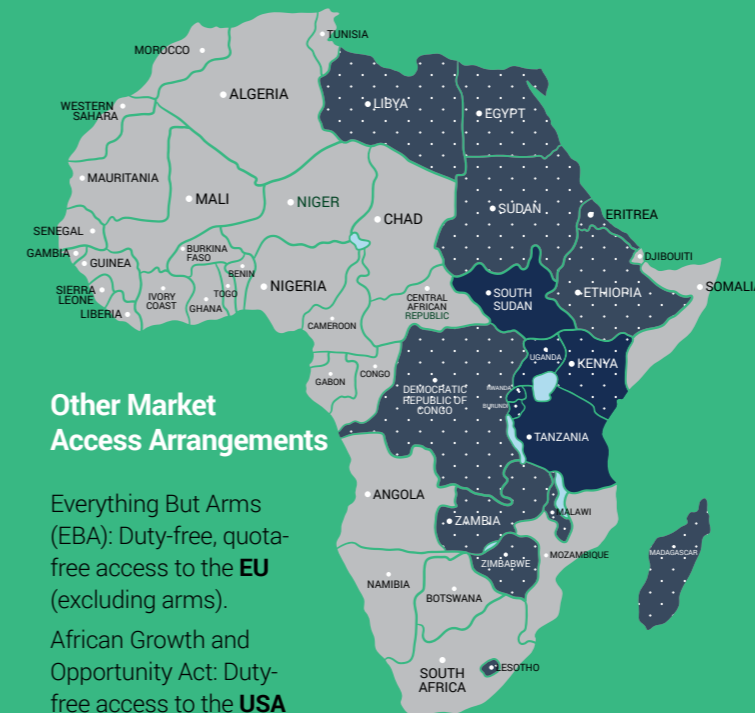 TUNISIA
MOROCCO
ALGERIA
LIBYA
EGYPT
WESTERN
SAHARA
MAURITANIA
MALI
NIGER
CHAD
SUDAN
ERITREA
SENEGAL
GAMBIA
GUINEA
BURKINA
FASO
BENIN
DJIBOUITI
SIERRA
LEONE
LIBERIA
IVORY
COAST
GHANA
TOGO
NIGERIA
CENTRAL
AFRICAN
REPUBLIC
SOUTH
SUDAN
ETHIOPIA
SOMALIA
CAMEROON
GABON
CONGO
DEMOCRATIC
REPUBLIC OF
CONGO
UGANDA
KENYA
RWANDA
BURUNDI
TANZANIA
Other Market
Access Arrangements
Everything But Arms
(EBA): Duty-free, quota-
free access to the EU
(excluding arms).
African Growth and
Opportunity Act: Duty-
free access to the USA
ANGOLA
ZAMBIA
MALAWI
ZIMBABWE
MOZAMBIQUE
MADAGASCAR
NAMIBIA
BOTSWANA
SOUTH
AFRICA
LESOTHO